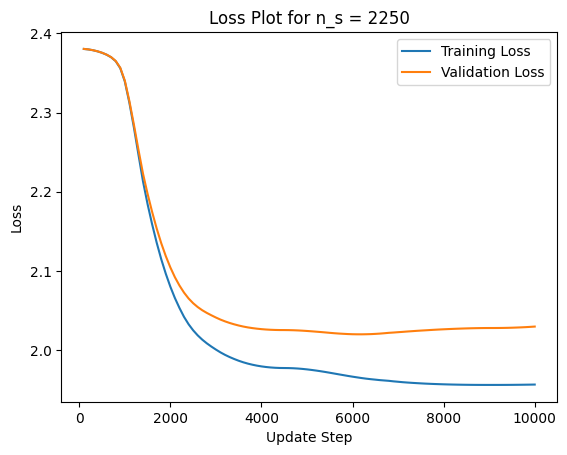 Loss Plot for n_s = 2250
Training Loss
Validation Loss
Loss
2.4
2.3
2.2
2.1
2.0
0
2000
4000
6000
8000
10000
Update Step